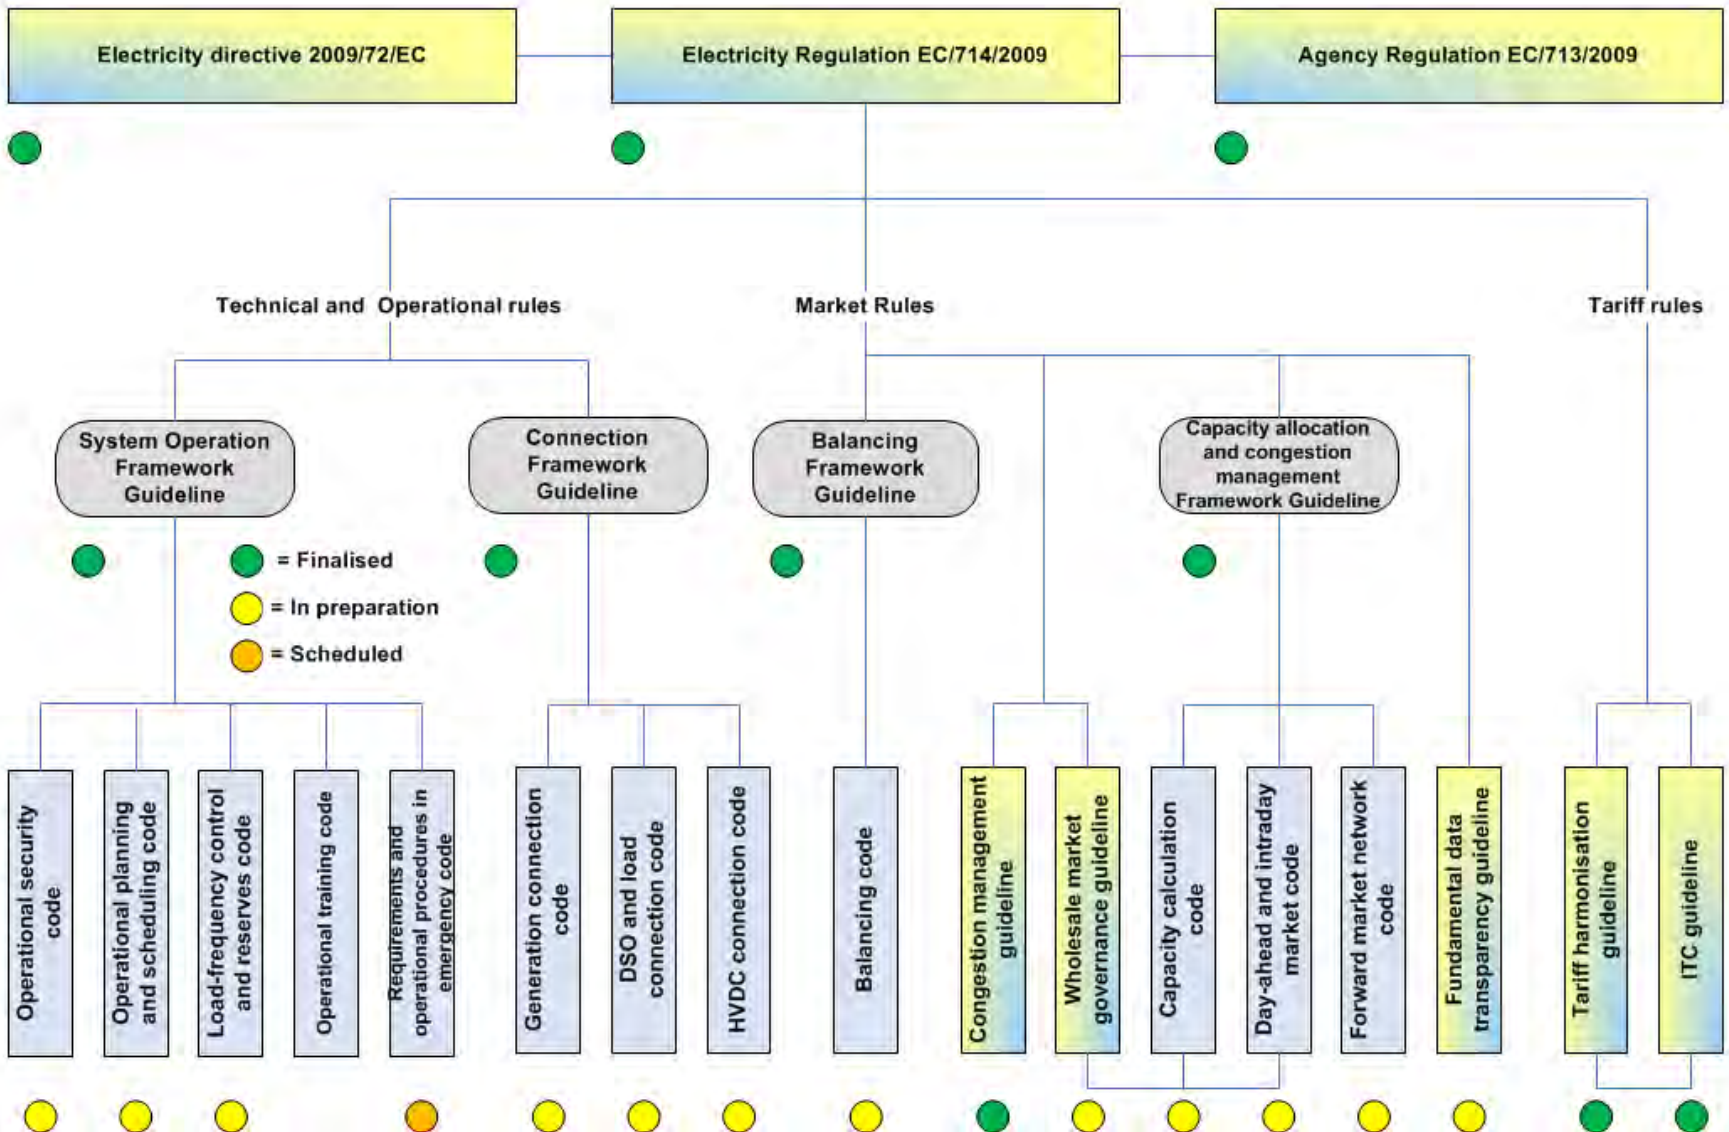 Electricity directive 2009/72/EC
Electricity Regulation EC/714/2009
Agency Regulation EC/713/2009
Technical and Operational rules
Market Rules
Tariff rules
System Operation
Framework
Guideline
Connection
Framework
Guideline
Balancing
Framework
Guideline
Capacity allocation
and congestion
management
Framework Guideline
= Finalised
= In preparation
= Scheduled
Operational security
code
Operational planning
and scheduling code
Load-frequency control
and reserves code
Operational training code
Requirements and
operational procedures in
emergency code
Generation connection
code
DSO and load
connection code
HVDC connection code
Balancing code
Congestion management
guideline
Wholesale market
governance guideline
Capacity calculation
code
Day-ahead and intraday
market code
Forward market network
code
Fundamental data
transparency guideline
Tariff harmonisation
guideline
ITC guideline